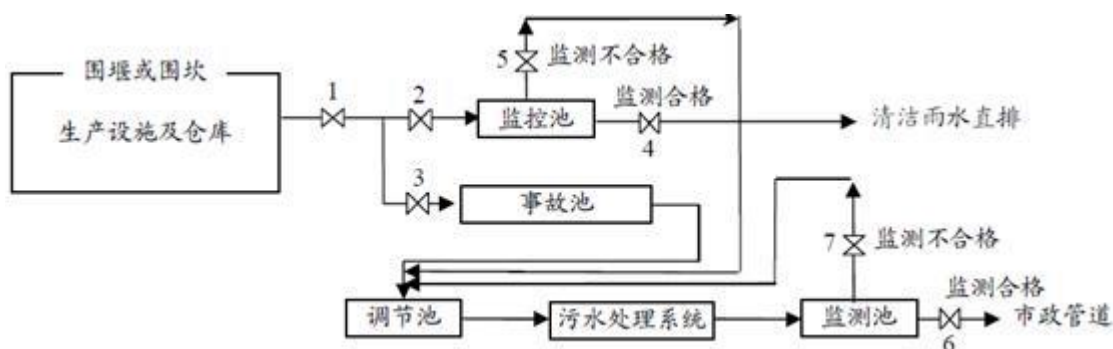 围堰或围坎
生产设施及仓库
1
2
5
监测不合格
监控池
监测合格
4
清洁雨水直排
3
事故池
7
监测不合格
调节池
污水处理系统
监测池
监测合格
6
市政管道